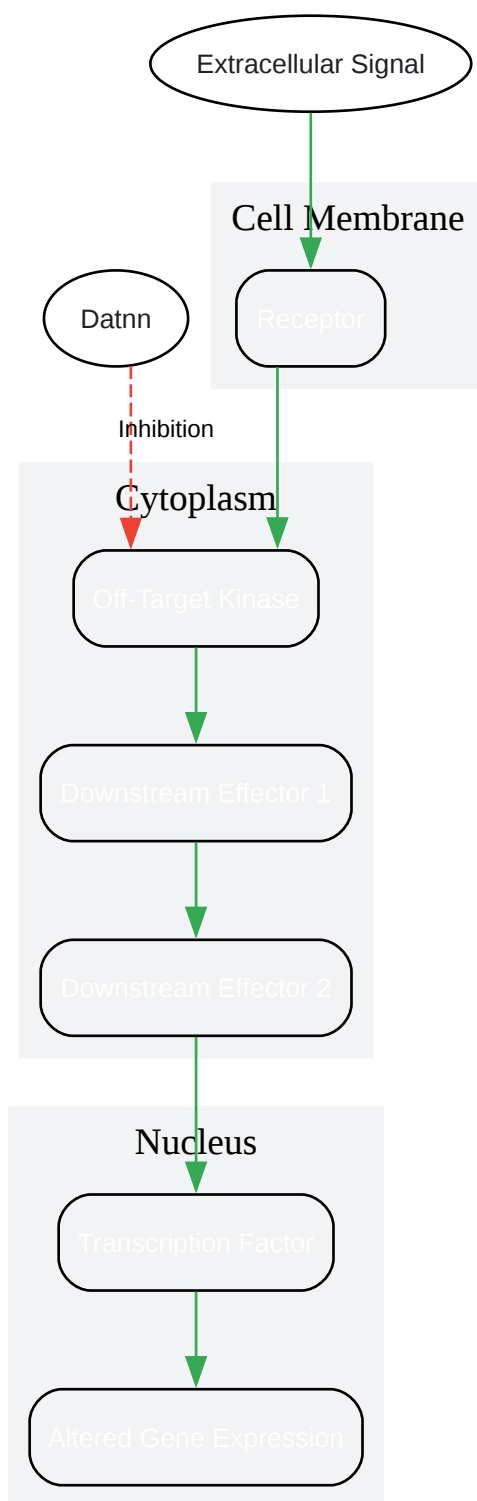 Extracellular Signal
Cell Membrane
Receptor
Datnn
Inhibition
Cytoplasm
Off-Target Kinase
Downstream Effector 1
Downstream Effector 2
Nucleus
Transcription Factor
Altered Gene Expression